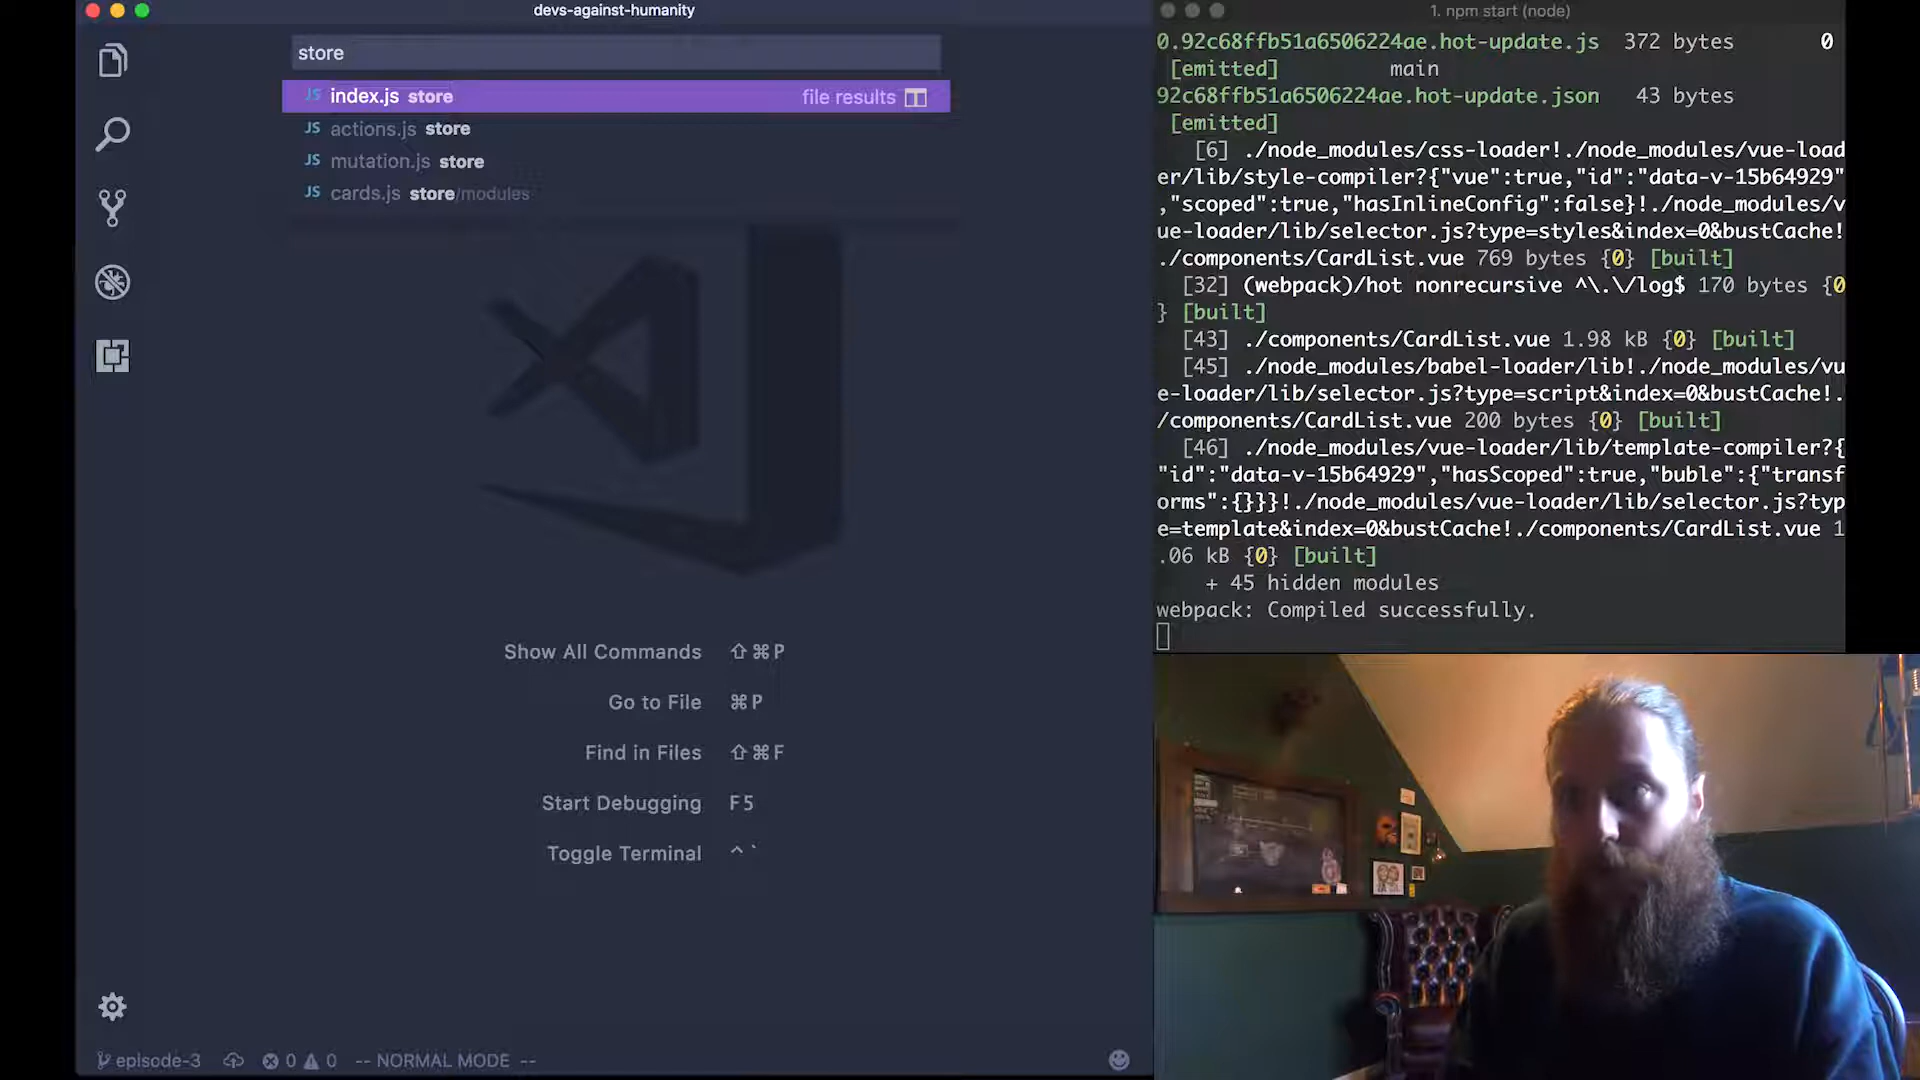 devs-against-humanity
store
JS index.js store file results
JS actions.js store
JS mutation.js store
JS cards.js store/modules
Show All Commands ⇧⌘P
Go to File ⌘P
Find in Files ⇧⌘F
Start Debugging F5
Toggle Terminal ^`
episode-3 0 0 -- NORMAL MODE --
1. npm start (node)
0.92c68ffb51a6506224ae.hot-update.js 372 bytes 0
[emitted] main
92c68ffb51a6506224ae.hot-update.json 43 bytes
[emitted]
[6] ./node_modules/css-loader!./node_modules/vue-load
er/lib/style-compiler?{"vue":true,"id":"data-v-15b64929"
,"scoped":true,"hasInlineConfig":false}!./node_modules/v
ue-loader/lib/selector.js?type=styles&index=0&bustCache!
./components/CardList.vue 769 bytes {0} [built]
[32] (webpack)/hot nonrecursive ^\.\/log$ 170 bytes {0
} [built]
[43] ./components/CardList.vue 1.98 kB {0} [built]
[45] ./node_modules/babel-loader/lib!./node_modules/vu
e-loader/lib/selector.js?type=script&index=0&bustCache!.
/components/CardList.vue 200 bytes {0} [built]
[46] ./node_modules/vue-loader/lib/template-compiler?{
"id":"data-v-15b64929","hasScoped":true,"buble":{"transf
orms":{}}}!./node_modules/vue-loader/lib/selector.js?typ
e=template&index=0&bustCache!./components/CardList.vue 1
.06 kB {0} [built]
+ 45 hidden modules
webpack: Compiled successfully.